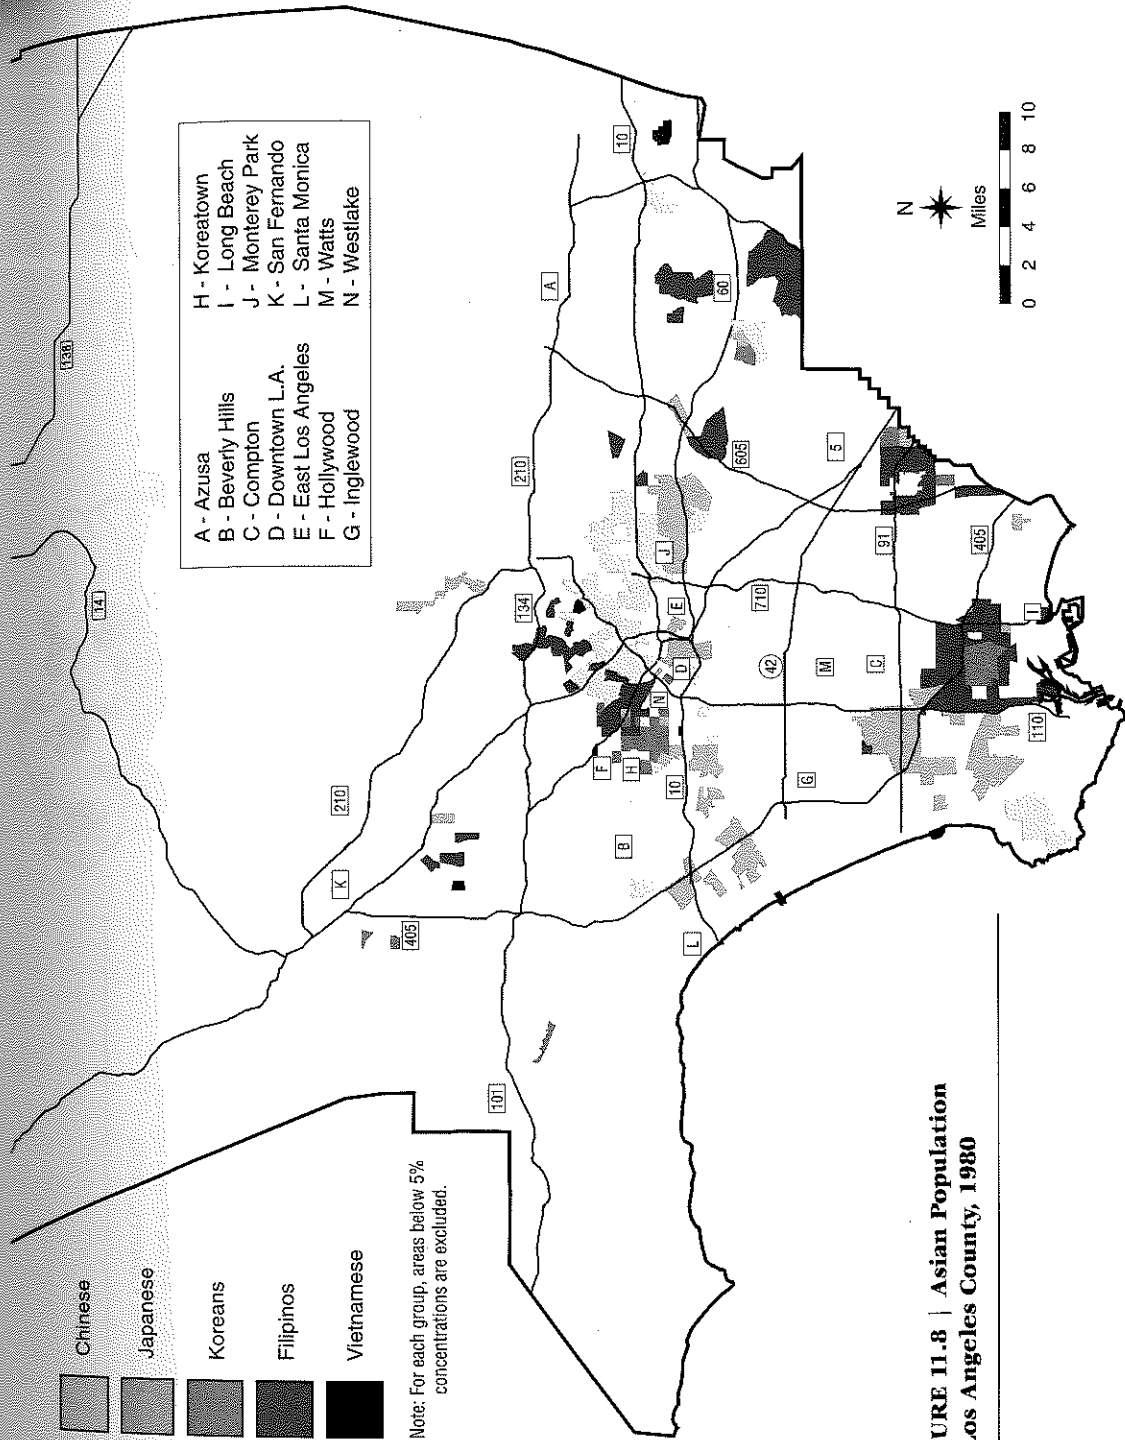 Chinese
Japanese
Koreans
Filipinos
Vietnamese
Note: For each group, areas below 5%
concentrations are excluded.
URE 11.8 | Asian Population
os Angeles County, 1980
A - Azusa
B - Beverly Hills
C - Compton
D - Downtown L.A.
E - East Los Angeles
F - Hollywood
G - Inglewood
H - Koreatown
I - Long Beach
J - Monterey Park
K - San Fernando
L - Santa Monica
M - Watts
N - Westlake
14
138
210
K
405
101
210
134
210
A
10
F
H
N
B
10
D
E
J
60
L
G
42
710
605
M
C
5
91
110
I
405
N
Miles
0 2 4 6 8 10